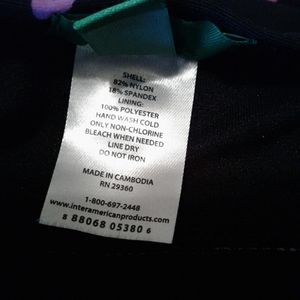 SHELL:
82% NYLON
18% SPANDEX
LINING:
100% POLYESTER
HAND WASH COLD
ONLY NON-CHLORINE
BLEACH WHEN NEEDED
LINE DRY
DO NOT IRON
MADE IN CAMBODIA
RN 29360
1-800-697-2448
www.interamericanproducts.com
8 88068 05380 6